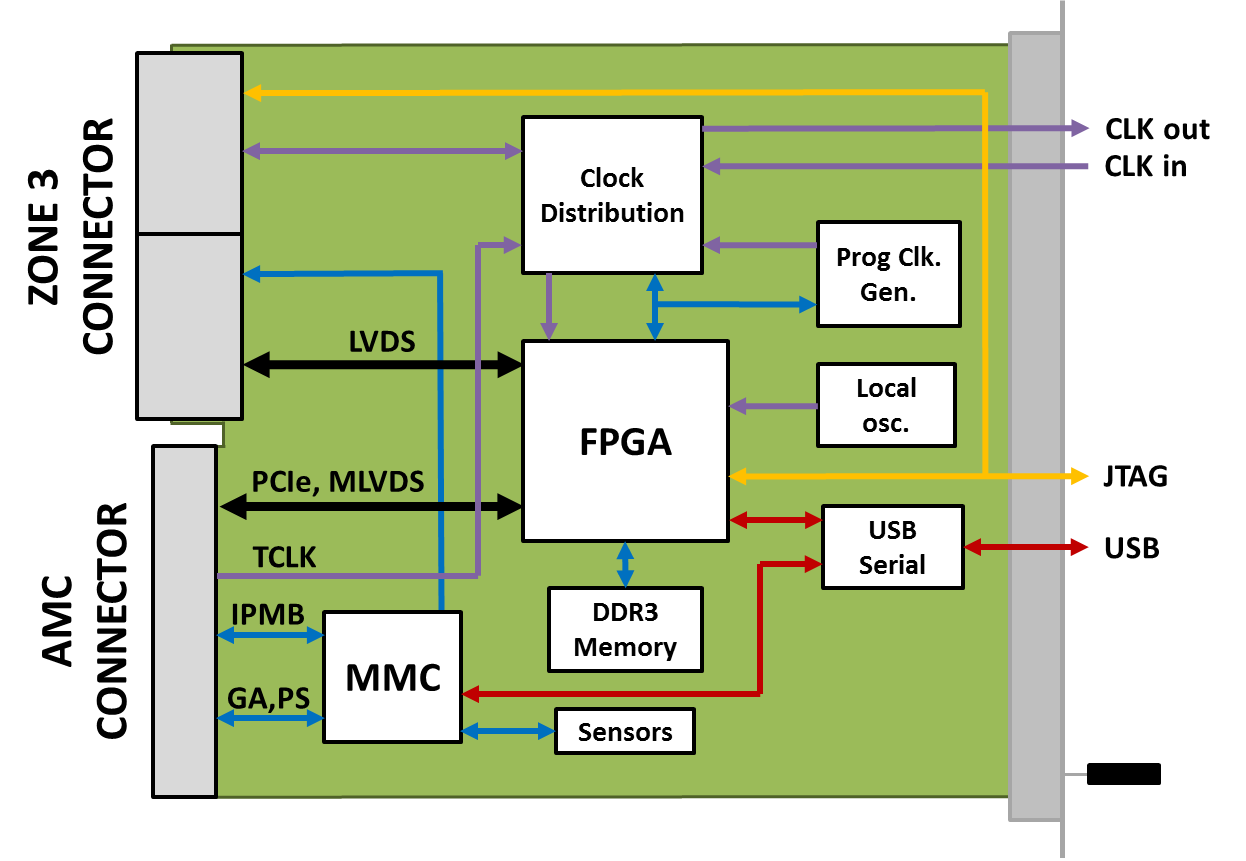 ZONE 3
CONNECTOR
CLK out
CLK in
Clock
Distribution
Prog Clk.
Gen.
LVDS
Local
osc.
FPGA
PCIe, MLVDS
JTAG
USB
Serial
USB
TCLK
AMC
CONNECTOR
IPMB
DDR3
Memory
MMC
GA,PS
Sensors